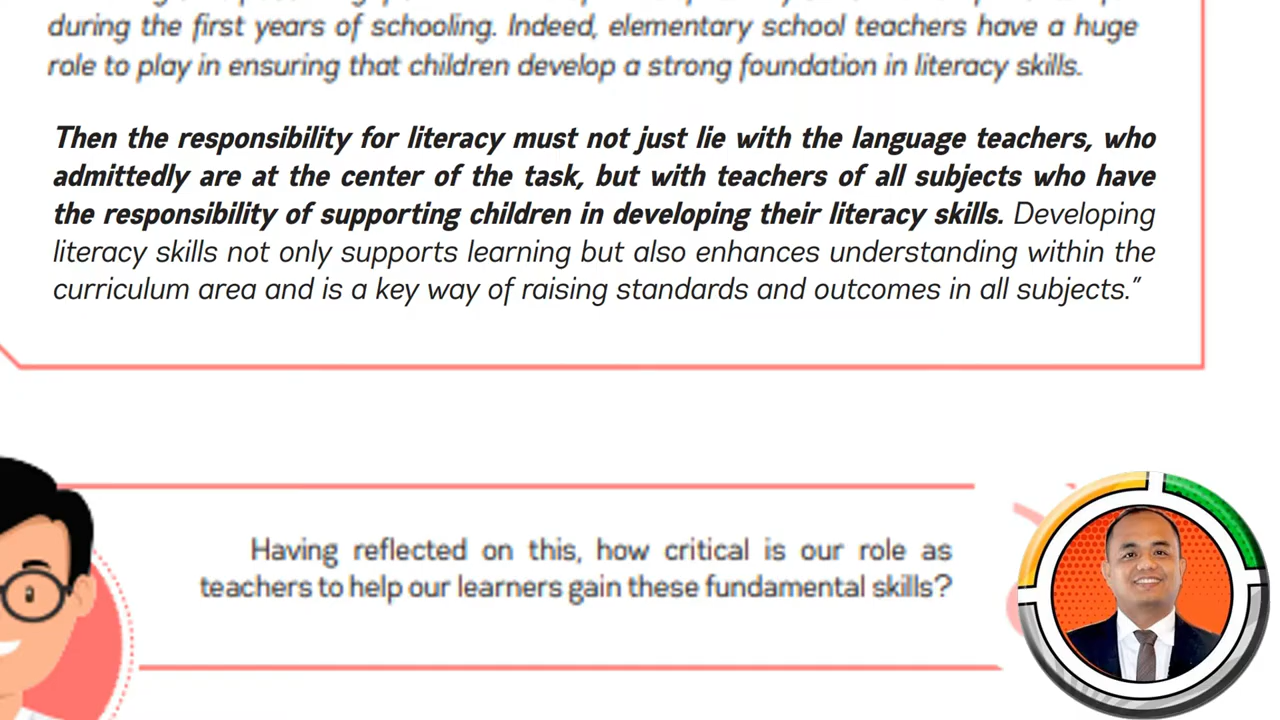 during the first years of schooling. Indeed, elementary school teachers have a huge
role to play in ensuring that children develop a strong foundation in literacy skills.
Then the responsibility for literacy must not just lie with the language teachers, who
admittedly are at the center of the task, but with teachers of all subjects who have
the responsibility of supporting children in developing their literacy skills. Developing
literacy skills not only supports learning but also enhances understanding within the
curriculum area and is a key way of raising standards and outcomes in all subjects.”
Having reflected on this, how critical is our role as
teachers to help our learners gain these fundamental skills?